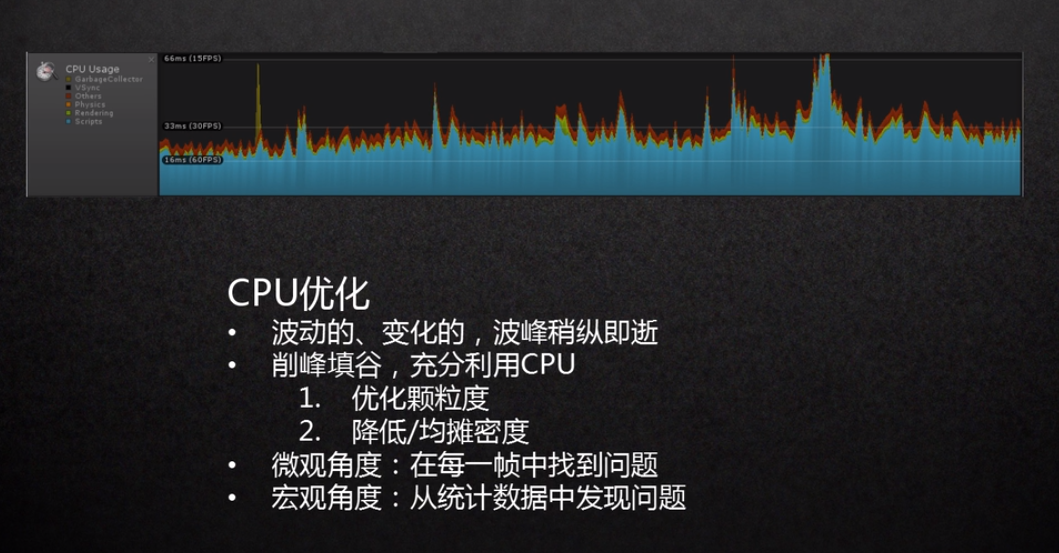 66ms (15FPS)
CPU Usage
GarbageCollector
VSync
Others
Physics
Rendering
Scripts
33ms (30FPS)
16ms (60FPS)
CPU优化
• 波动的、变化的，波峰稍纵即逝
• 削峰填谷，充分利用CPU
1. 优化颗粒度
2. 降低/均摊密度
• 微观角度：在每一帧中找到问题
• 宏观角度：从统计数据中发现问题